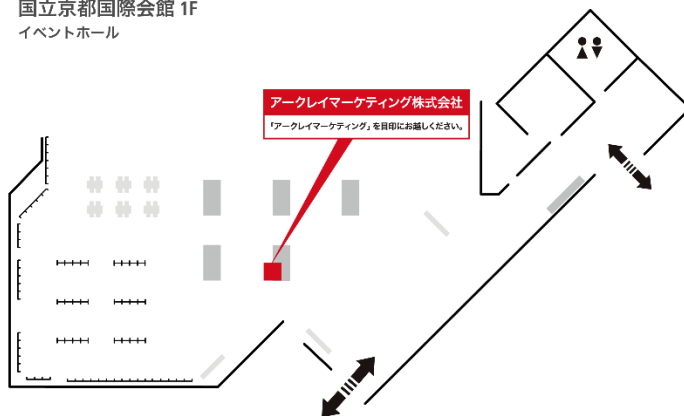 国立京都国際会館 1F
イベントホール
アークレイマーケティング株式会社
「アークレイマーケティング」を目印にお越しください。